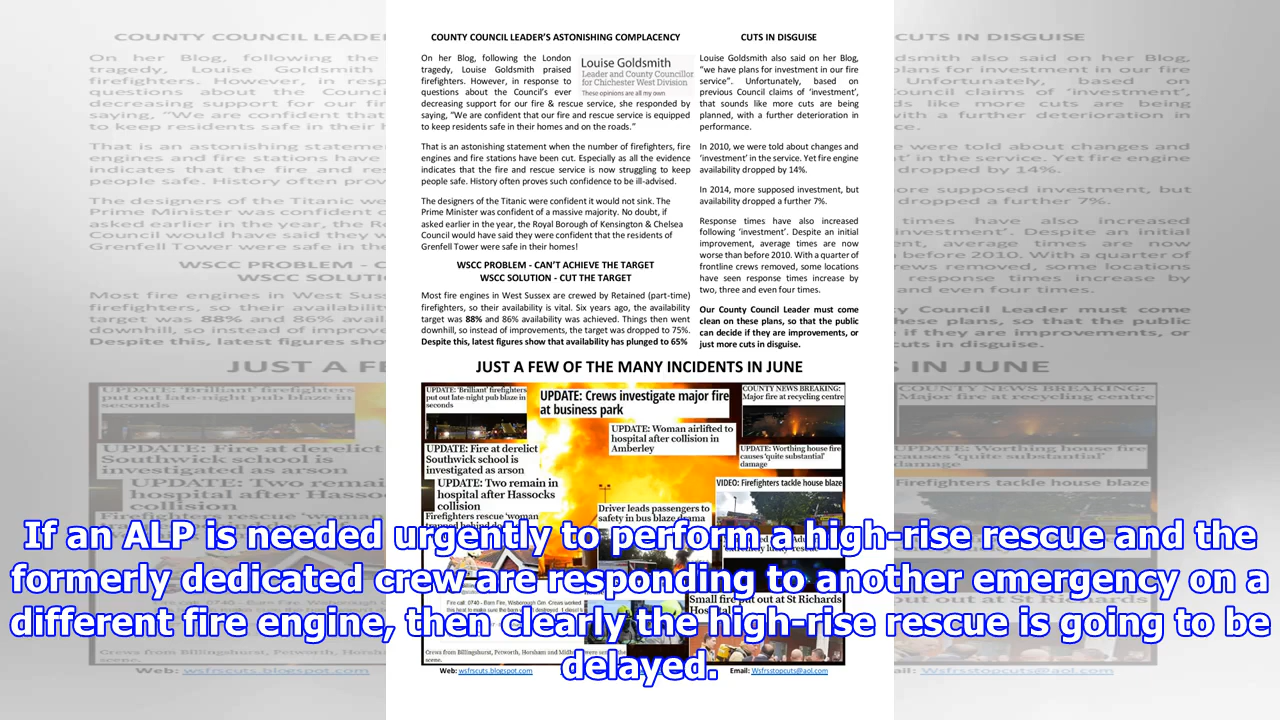 COUNTY COUNCIL LEADER'S ASTONISHING COMPLACENCY
On her Blog, following the London
tragedy, Louise Goldsmith praised
firefighters. However, in response to
questions about the Council's ever
decreasing support for our fire & rescue service, she responded by
saying, "We are confident that our fire and rescue service is equipped
to keep residents safe in their homes and on the roads."
Louise Goldsmith
Leader and County Councillor
for Chichester West Division
These opinions are all my own
That is an astonishing statement when the number of firefighters, fire
engines and fire stations have been cut. Especially as all the evidence
indicates that the fire and rescue service is now struggling to keep
people safe. History often proves such confidence to be ill-advised.
The designers of the Titanic were confident it would not sink. The
Prime Minister was confident of a massive majority. No doubt, if
asked earlier in the year, the Royal Borough of Kensington & Chelsea
Council would have said they were confident that the residents of
Grenfell Tower were safe in their homes!
WSCC PROBLEM - CAN'T ACHIEVE THE TARGET
WSCC SOLUTION - CUT THE TARGET
Most fire engines in West Sussex are crewed by Retained (part-time)
firefighters, so their availability is vital. Six years ago, the availability
target was 88% and 86% availability was achieved. Things then went
downhill, so instead of improvements, the target was dropped to 75%.
Despite this, latest figures show that availability has plunged to 65%
CUTS IN DISGUISE
Louise Goldsmith also said on her Blog,
"we have plans for investment in our fire
service". Unfortunately, based on
previous Council claims of 'investment',
that sounds like more cuts are being
planned, with a further deterioration in
performance.
In 2010, we were told about changes and
'investment' in the service. Yet fire engine
availability dropped by 14%.
In 2014, more supposed investment, but
availability dropped a further 7%.
Response times have also increased
following 'investment'. Despite an initial
improvement, average times are now
worse than before 2010. With a quarter of
frontline crews removed, some locations
have seen response times increase by
two, three and even four times.
Our County Council Leader must come
clean on these plans, so that the public
can decide if they are improvements, or
just more cuts in disguise.
JUST A FEW OF THE MANY INCIDENTS IN JUNE
UPDATE: 'Brilliant' firefighters
put out late-night pub blaze in
seconds
UPDATE: Crews investigate major fire
at business park
COUNTY NEWS BREAKING:
Major fire at recycling centre
UPDATE: Woman airlifted to
hospital after collision in
Amberley
UPDATE: Fire at derelict
Southwick school is
investigated as arson
UPDATE: Worthing house fire
causes 'quite substantial'
damage
UPDATE: Two remain in
hospital after Hassocks
collision
VIDEO: Firefighters tackle house blaze
Firefighters rescue 'woman
Driver leads passengers to
safety in bus blaze drama
Small fire put out at St Richards
Crews from Billingshurst, Petworth, Horsham and
scene.
Web: wsfrscuts.blogspot.com
Email: Wsfrsstopcuts@aol.com
If an ALP is needed urgently to perform a high-rise rescue and the
formerly dedicated crew are responding to another emergency on a
different fire engine, then clearly the high-rise rescue is going to be
delayed.